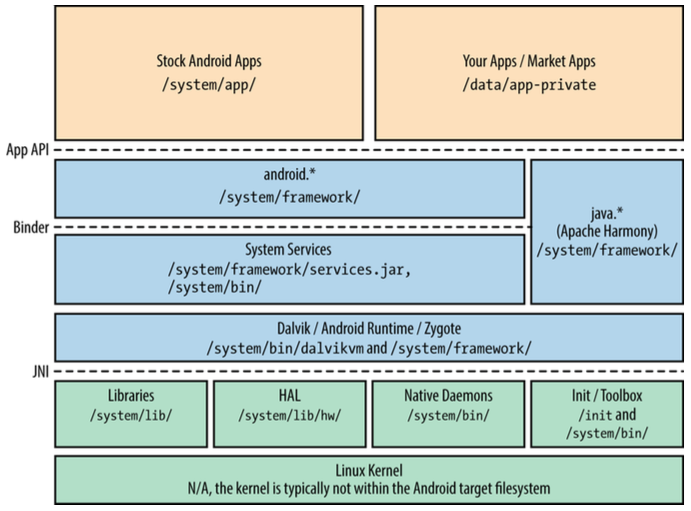 Stock Android Apps
/system/app/
Your Apps / Market Apps
/data/app-private
App API
android.*
/system/framework/
java.*
(Apache Harmony)
/system/framework/
Binder
System Services
/system/framework/services.jar,
/system/bin/
Dalvik / Android Runtime / Zygote
/system/bin/dalvikvm and /system/framework/
JNI
Libraries
/system/lib/
HAL
/system/lib/hw/
Native Daemons
/system/bin/
Init / Toolbox
/init and
/system/bin/
Linux Kernel
N/A, the kernel is typically not within the Android target filesystem